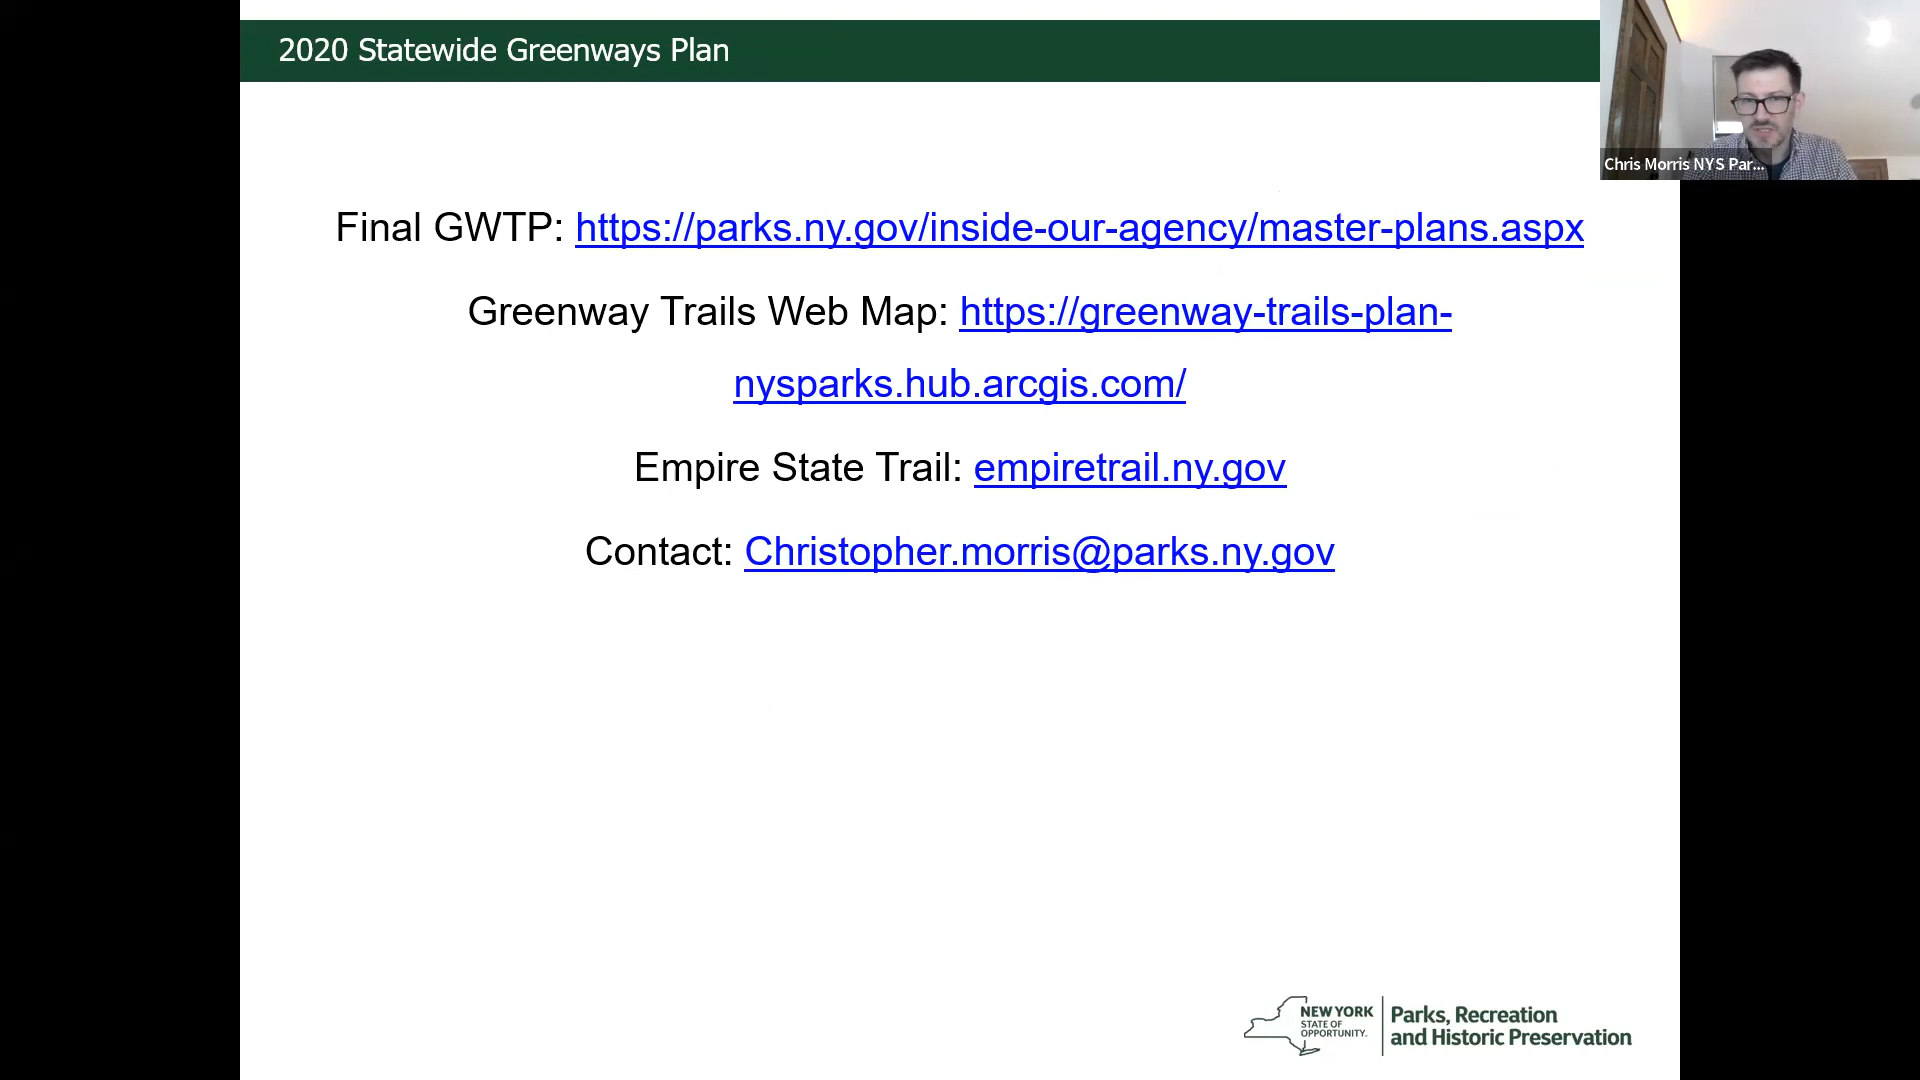 2020 Statewide Greenways Plan
Chris Morris NYS Par...
Final GWTP: https://parks.ny.gov/inside-our-agency/master-plans.aspx
Greenway Trails Web Map: https://greenway-trails-plan-
nysparks.hub.arcgis.com/
Empire State Trail: empiretrail.ny.gov
Contact: Christopher.morris@parks.ny.gov
NEW YORK
STATE OF
OPPORTUNITY.
Parks, Recreation
and Historic Preservation